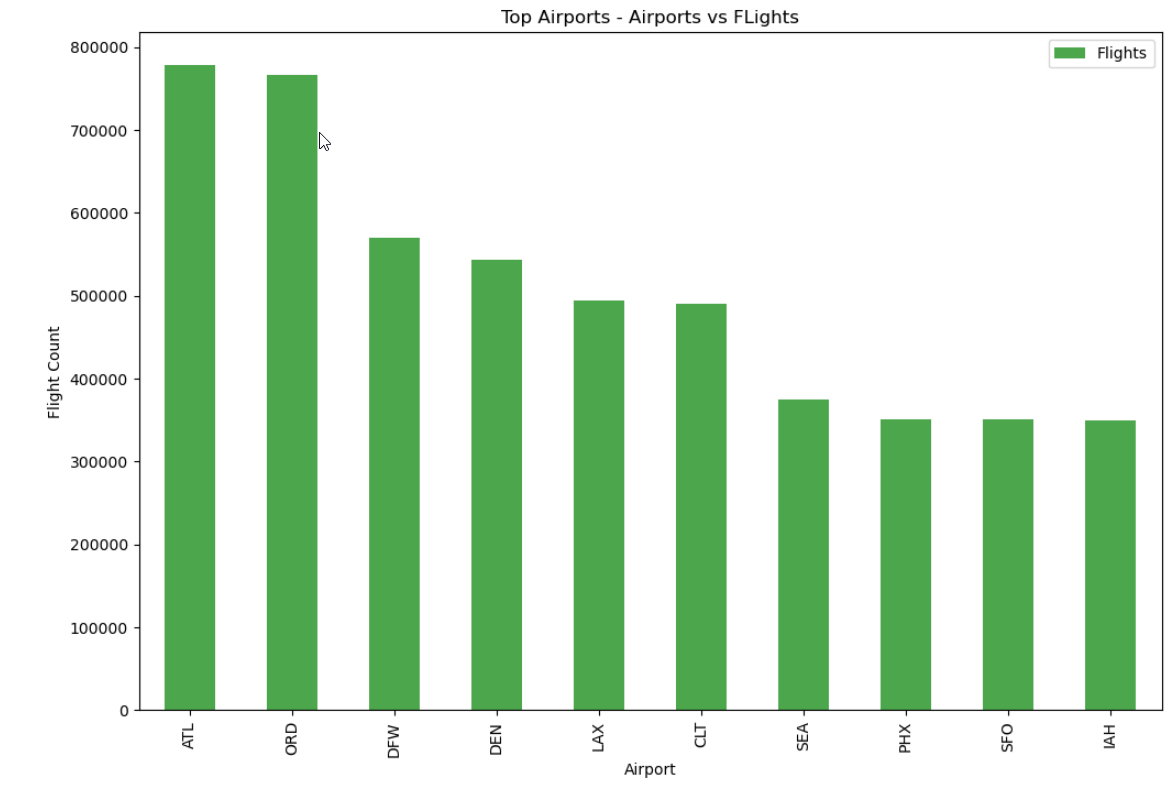 Top Airports - Airports vs FLights
Flights
800000
700000
600000
500000
400000
300000
200000
100000
0
Flight Count
ATL
ORD
DFW
DEN
LAX
CLT
SEA
PHX
SFO
IAH
Airport